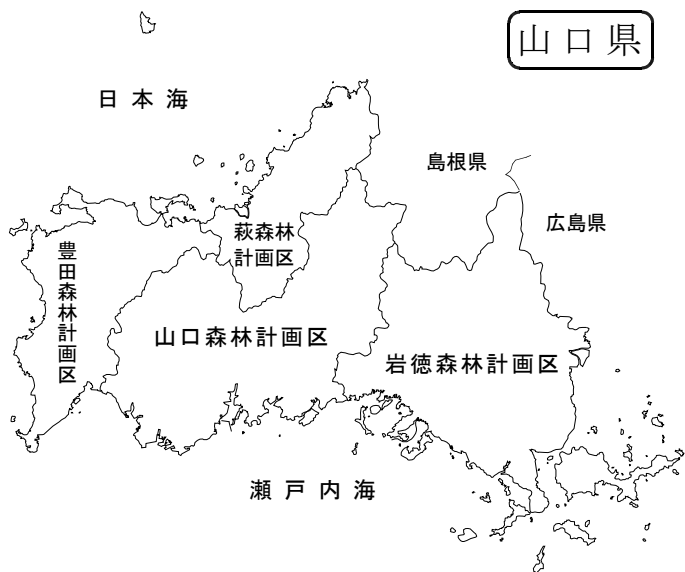 山口県
日本海
島根県
広島県
萩森林
計画区
豊田森林計画区
山口森林計画区
岩徳森林計画区
瀬戸内海